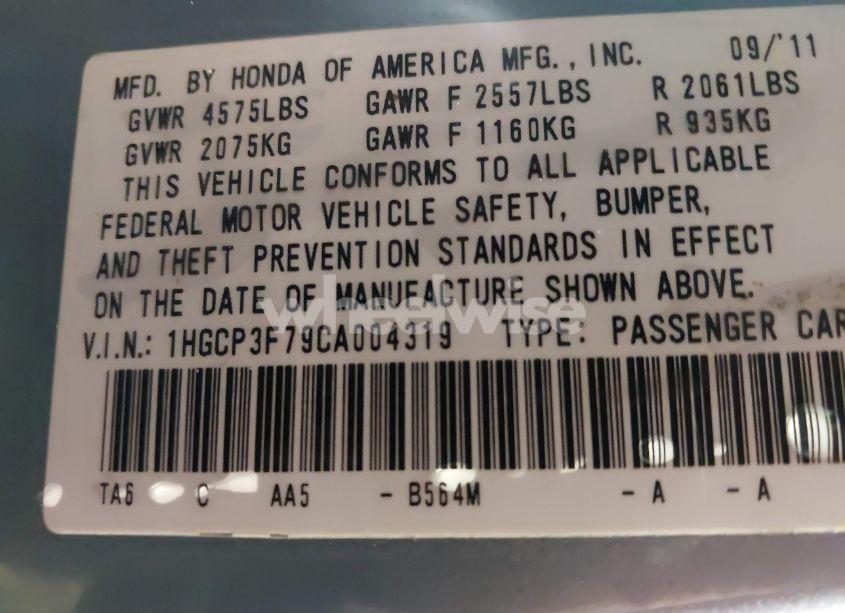 MFD. BY HONDA OF AMERICA MFG., INC. 09/'11
GVWR 4575LBS GAWR F 2557LBS R 2061LBS
GVWR 2075KG GAWR F 1160KG R 935KG
THIS VEHICLE CONFORMS TO ALL APPLICABLE
FEDERAL MOTOR VEHICLE SAFETY, BUMPER,
AND THEFT PREVENTION STANDARDS IN EFFECT
ON THE DATE OF MANUFACTURE SHOWN ABOVE.
wheelwise
V.I.N.: 1HGCP3F79CA004319 TYPE: PASSENGER CAR
TA6 C AA5 - B564M - A - A